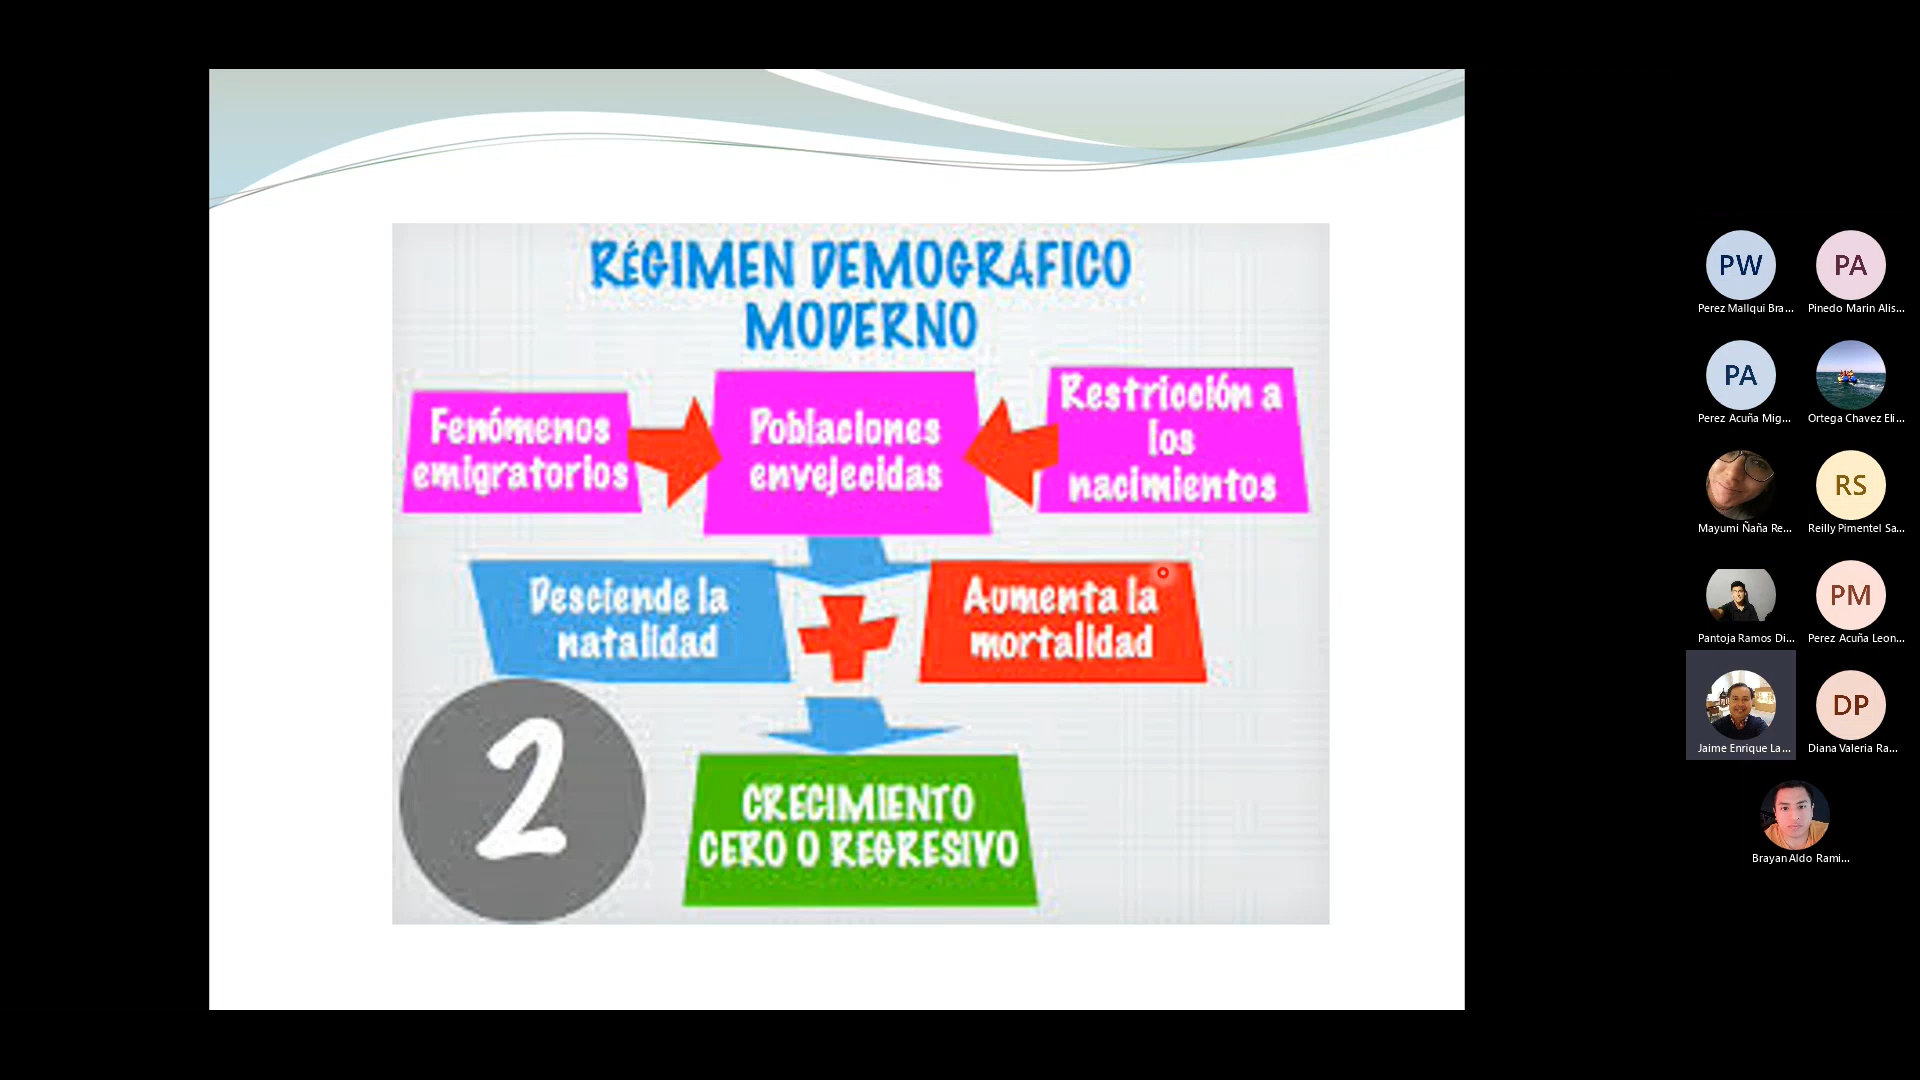 RÉGIMEN DEMOGRÁFICO
MODERNO
Fenómenos
emigratorios
Poblaciones
envejecidas
Restricción a
los
nacimientos
Desciende la
natalidad
Aumenta la
mortalidad
2
CRECIMIENTO
CERO O REGRESIVO
PW
Perez Mallqui Bra...
PA
Pinedo Marin Alis...
PA
Perez Acuña Mig...
Ortega Chavez Eli...
Mayumi Ñaña Re...
RS
Reilly Pimentel Sa...
Pantoja Ramos Di...
PM
Perez Acuña Leon...
Jaime Enrique La...
DP
Diana Valeria Ra...
Brayan Aldo Rami...